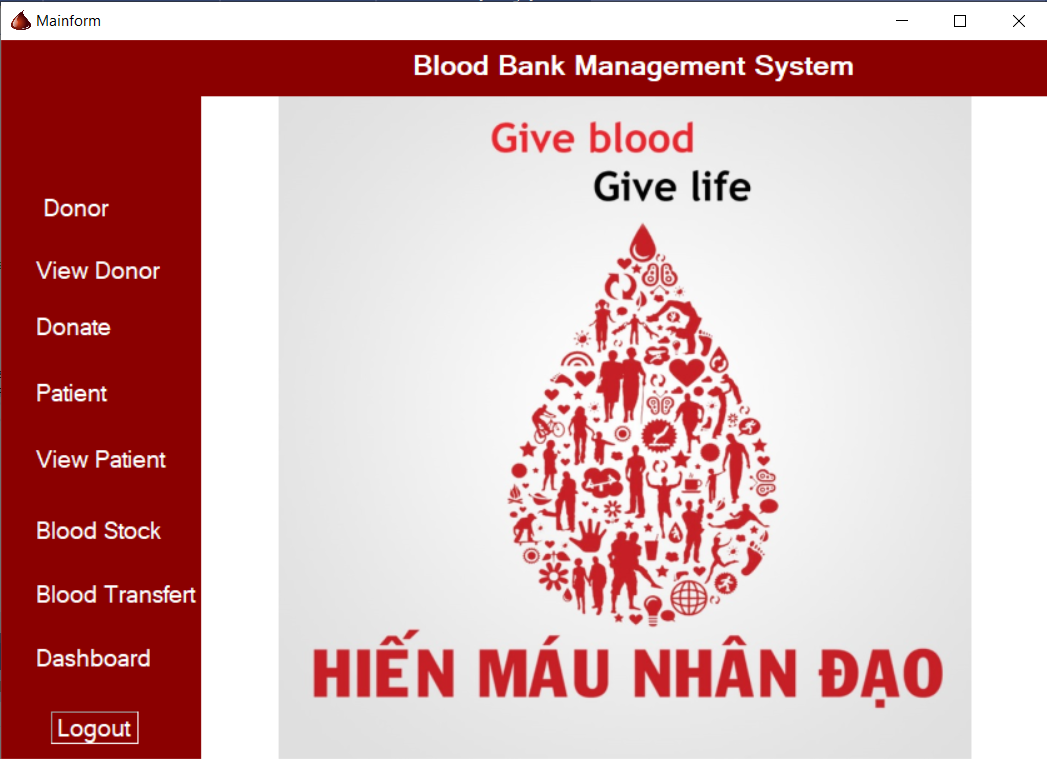 Mainform
Blood Bank Management System
Give blood
Give life
Donor
View Donor
Donate
Patient
View Patient
Blood Stock
Blood Transfert
Dashboard
Logout
HIẾN MÁU NHÂN ĐẠO